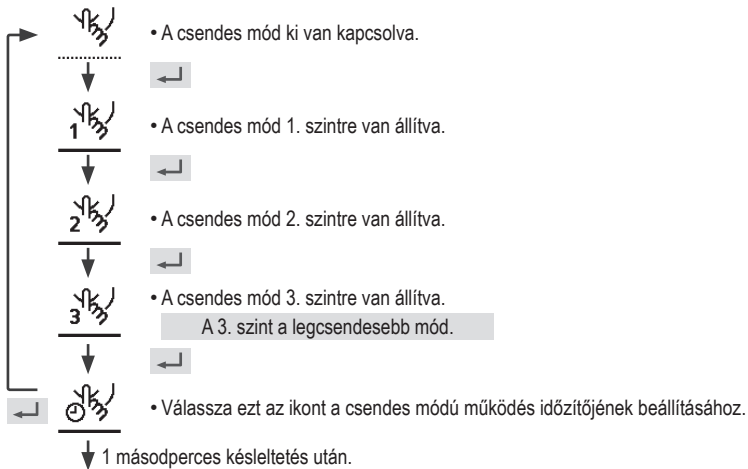 • A csendes mód ki van kapcsolva.
1
• A csendes mód 1. szintre van állítva.
2
• A csendes mód 2. szintre van állítva.
3
• A csendes mód 3. szintre van állítva.
A 3. szint a legcsendesebb mód.
• Válassza ezt az ikont a csendes módú működés időzítőjének beállításához.
1 másodperces késleltetés után.